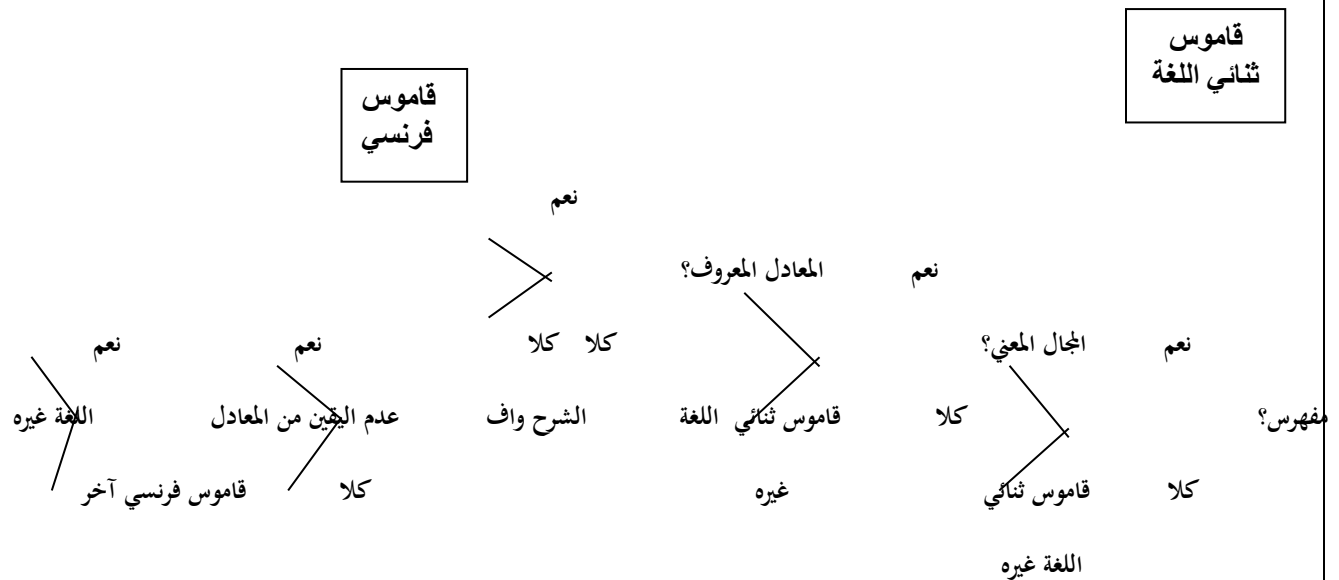 قاموس
ثنائي اللغة
قاموس
فرنسي
نعم
نعم المعادل المعروف؟
نعم المجال المعني؟ كلا كلا نعم نعم
مفهرس؟ كلا قاموس ثنائي اللغة الشرح واف عدم اليقين من المعادل اللغة غيره
كلا قاموس ثنائي غيره كلا قاموس فرنسي آخر
اللغة غيره